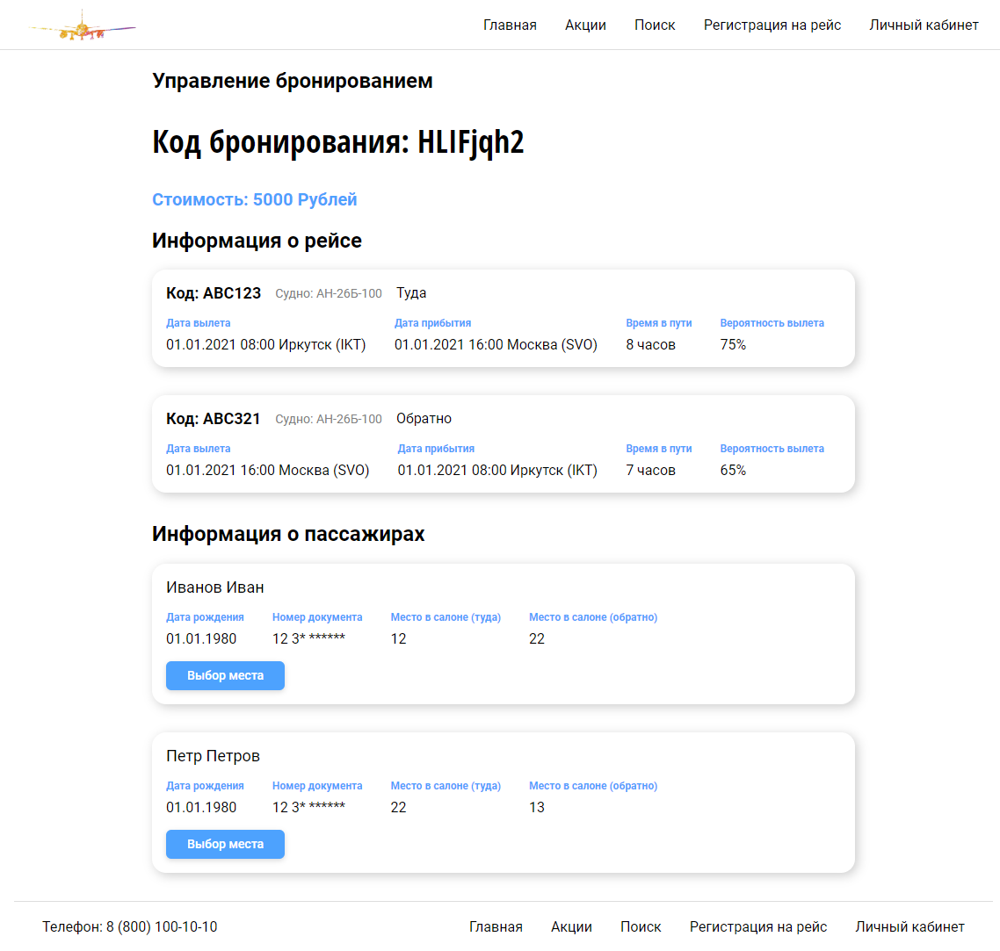 Главная Акции Поиск Регистрация на рейс Личный кабинет
Управление бронированием
Код бронирования: HLIFjqh2
Стоимость: 5000 Рублей
Информация о рейсе
Код: ABC123 Судно: АН-26Б-100 Туда
Дата вылета Дата прибытия Время в пути Вероятность вылета
01.01.2021 08:00 Иркутск (IKT) 01.01.2021 16:00 Москва (SVO) 8 часов 75%
Код: ABC321 Судно: АН-26Б-100 Обратно
Дата вылета Дата прибытия Время в пути Вероятность вылета
01.01.2021 16:00 Москва (SVO) 01.01.2021 08:00 Иркутск (IKT) 7 часов 65%
Информация о пассажирах
Иванов Иван
Дата рождения Номер документа Место в салоне (туда) Место в салоне (обратно)
01.01.1980 12 3* ****** 12 22
Выбор места
Петр Петров
Дата рождения Номер документа Место в салоне (туда) Место в салоне (обратно)
01.01.1980 12 3* ****** 22 13
Выбор места
Телефон: 8 (800) 100-10-10 Главная Акции Поиск Регистрация на рейс Личный кабинет